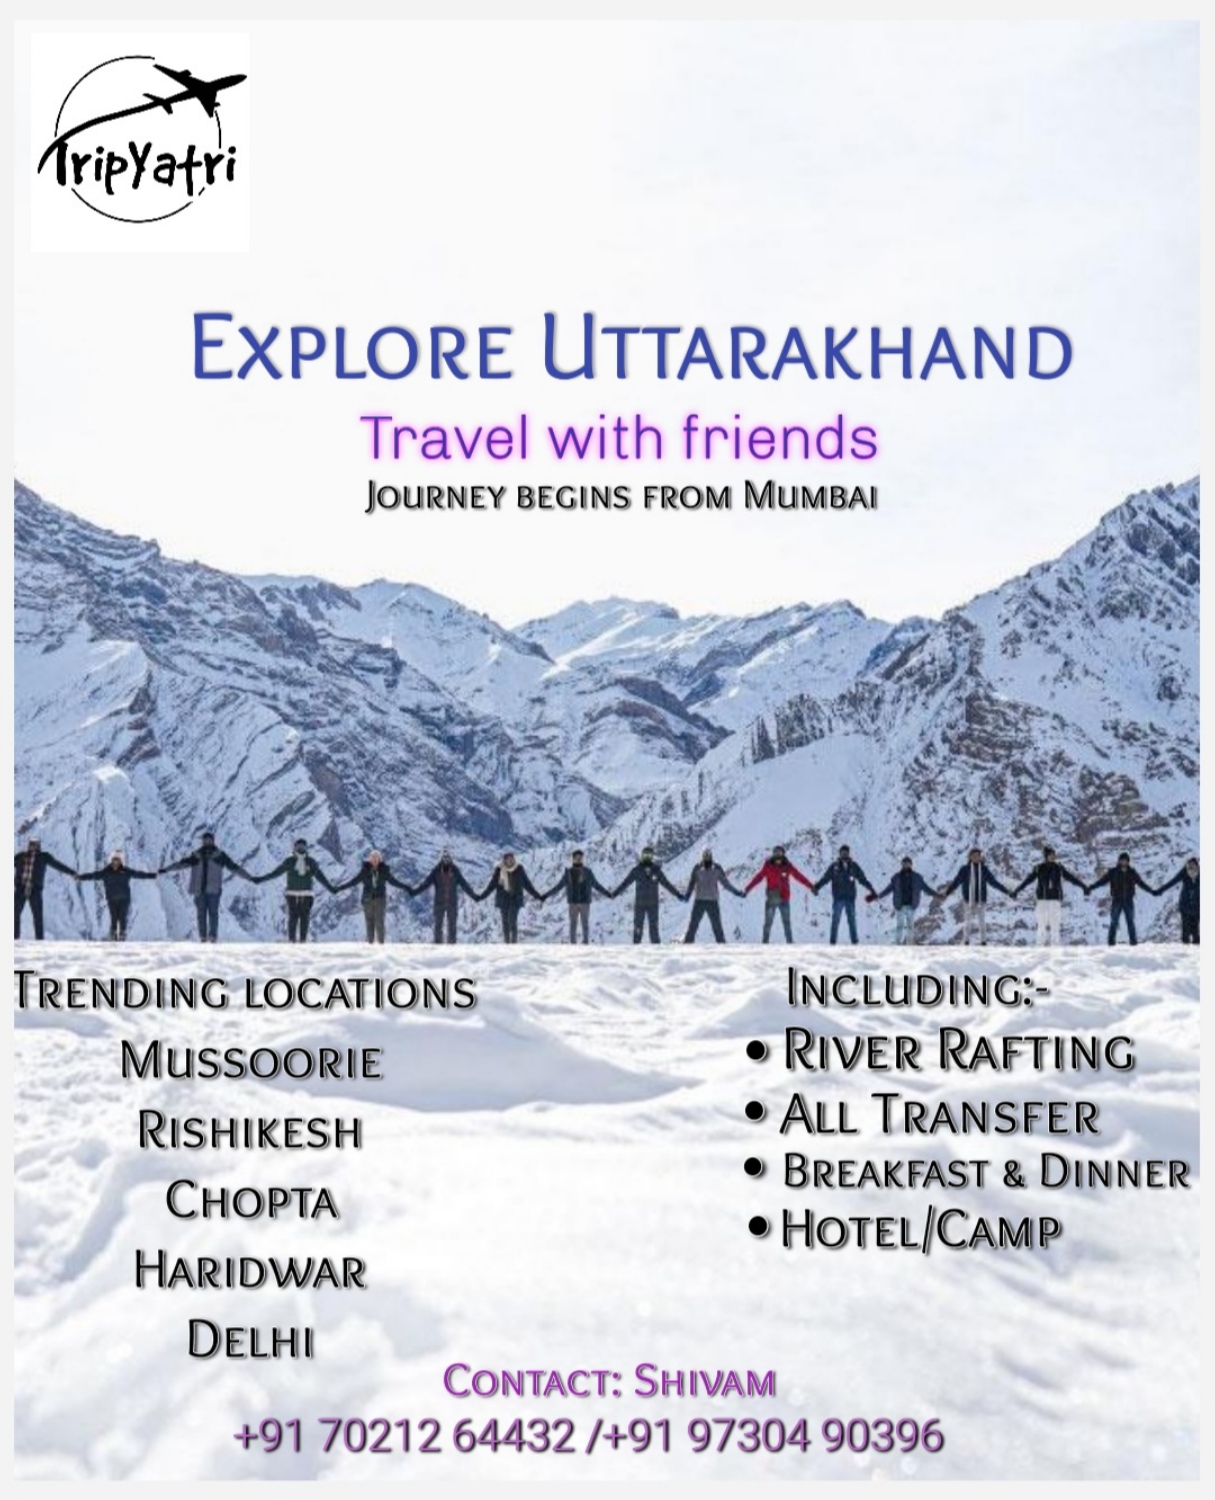 TripYatri
Explore Uttarakhand
Travel with friends
Journey begins from Mumbai
Trending locations
Mussoorie
Rishikesh
Chopta
Haridwar
Delhi
Including:-
• River Rafting
• All Transfer
• Breakfast & Dinner
• Hotel/Camp
Contact: Shivam
+91 70212 64432 /+91 97304 90396